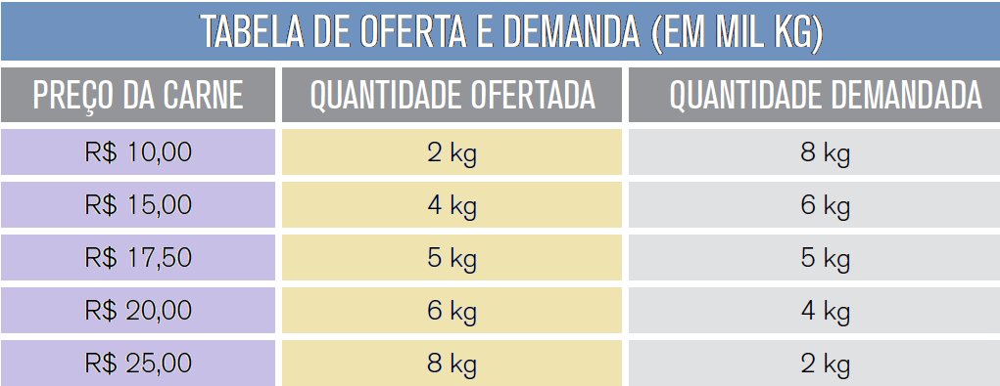 TABELA DE OFERTA E DEMANDA (EM MIL KG)
PREÇO DA CARNE QUANTIDADE OFERTADA QUANTIDADE DEMANDADA
R$ 10,00 2 kg 8 kg
R$ 15,00 4 kg 6 kg
R$ 17,50 5 kg 5 kg
R$ 20,00 6 kg 4 kg
R$ 25,00 8 kg 2 kg